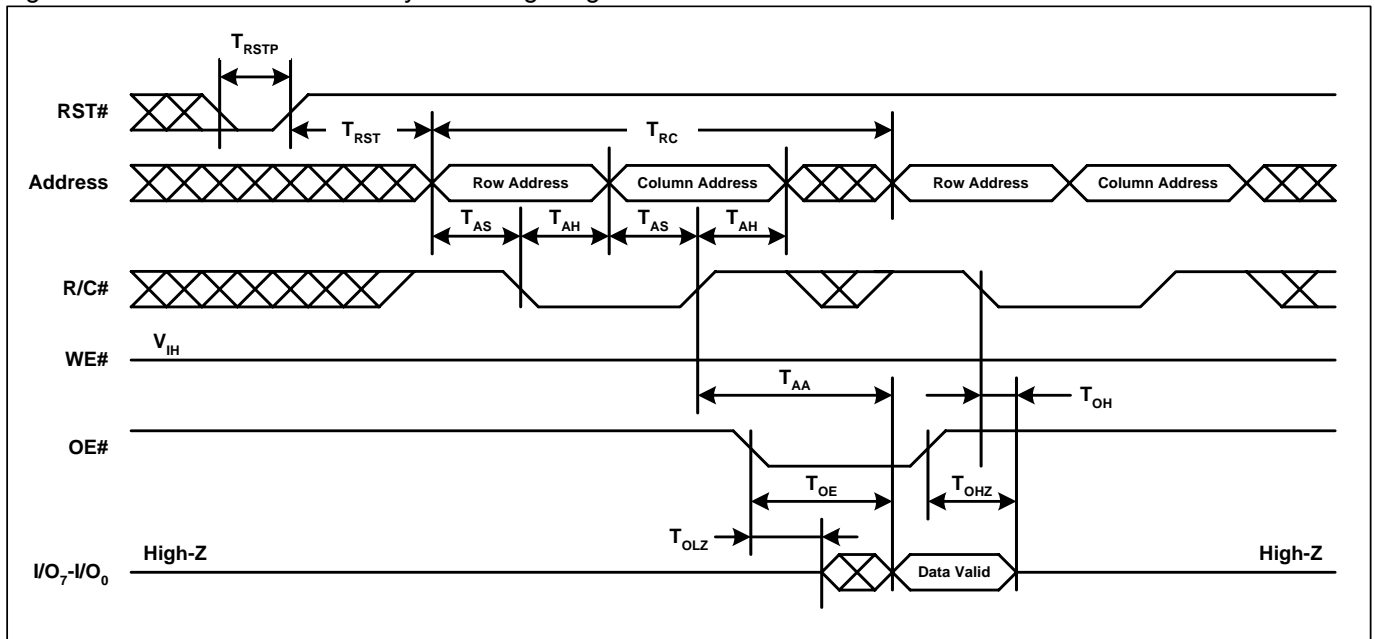 T_RSTP
RST#
T_RST
T_RC
Address
Row Address
Column Address
Row Address
Column Address
T_AS
T_AH
T_AS
T_AH
R/C#
V_IH
WE#
T_AA
T_OH
OE#
T_OE
T_OHZ
T_OLZ
High-Z
High-Z
I/O_7-I/O_0
Data Valid